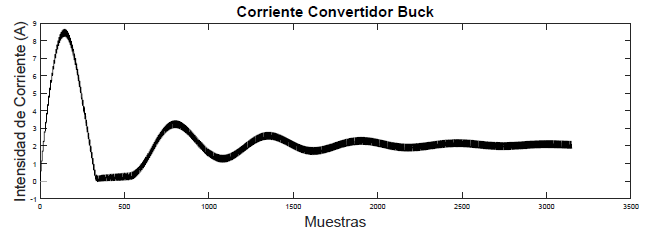 Corriente Convertidor Buck
Intensidad de Corriente (A)
9
8
7
6
5
4
3
2
1
0
-1
0 500 1000 1500 2000 2500 3000 3500
Muestras